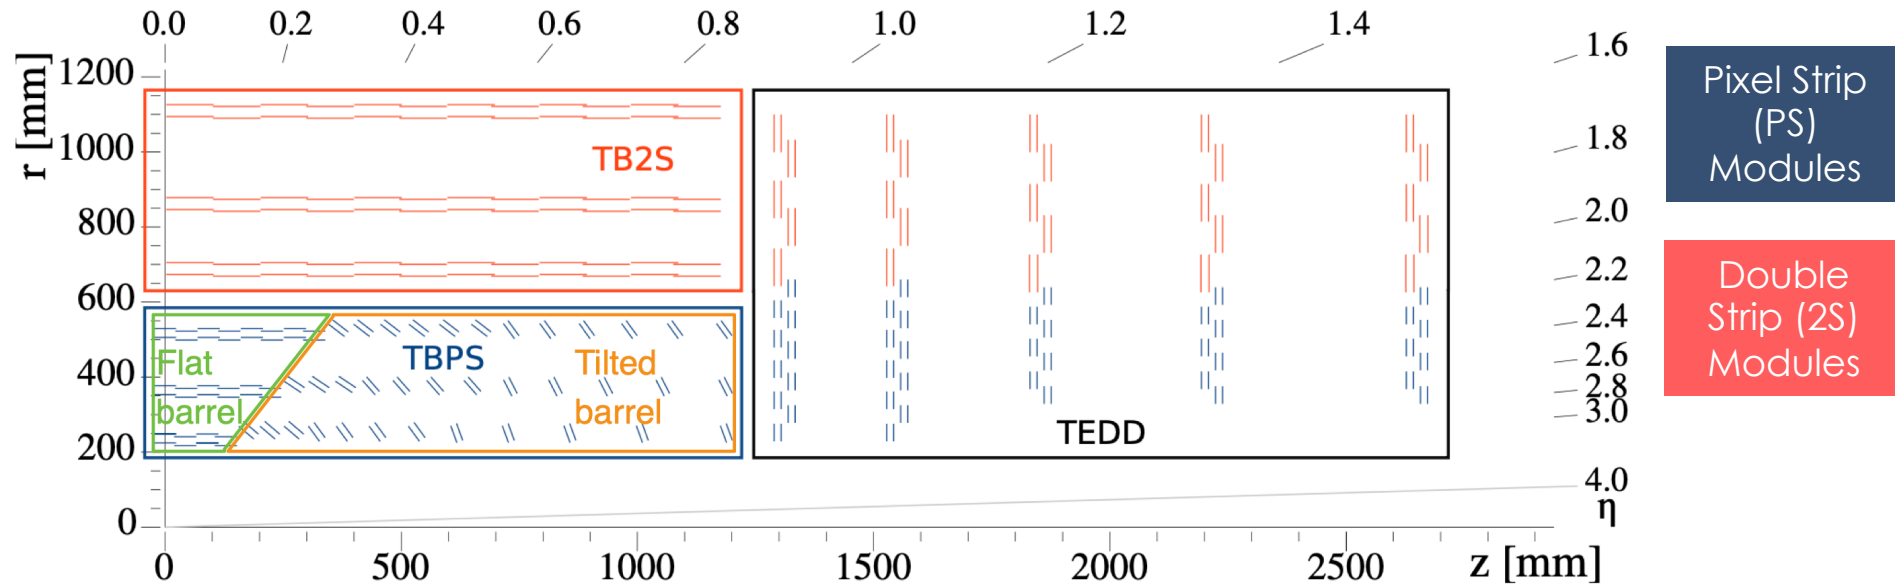 0.0 0.2 0.4 0.6 0.8 1.0 1.2 1.4 1.6
1.8
2.0
2.2
2.4
2.6
2.8
3.0
4.0
η
r [mm]
1200
1000
800
600
400
200
0
TB2S
Flat
barrel
TBPS
Tilted
barrel
TEDD
0 500 1000 1500 2000 2500 z [mm]
Pixel Strip
(PS)
Modules
Double
Strip (2S)
Modules